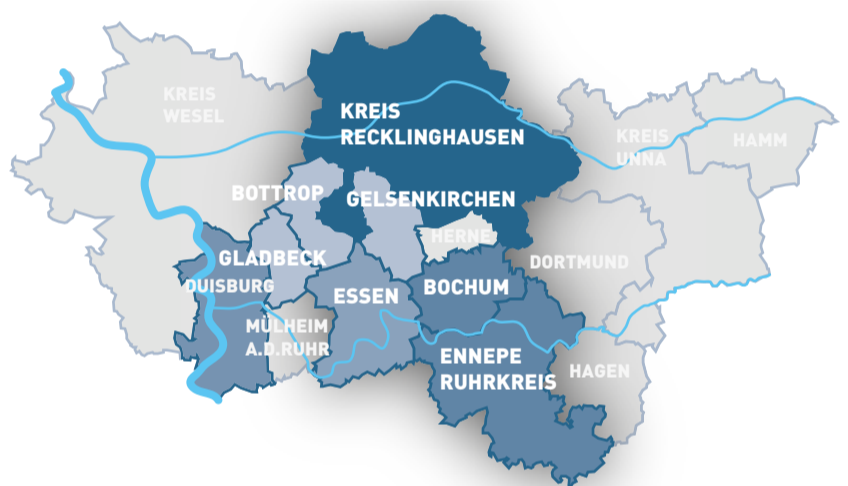 KREIS
WESEL
KREIS
RECKLINGHAUSEN
KREIS
UNNA
HAMM
BOTTROP
GELSENKIRCHEN
HERNE
GLADBECK
DORTMUND
DUISBURG
ESSEN
BOCHUM
MÜLHEIM
A.D.RUHR
ENNEPE
RUHRKREIS
HAGEN